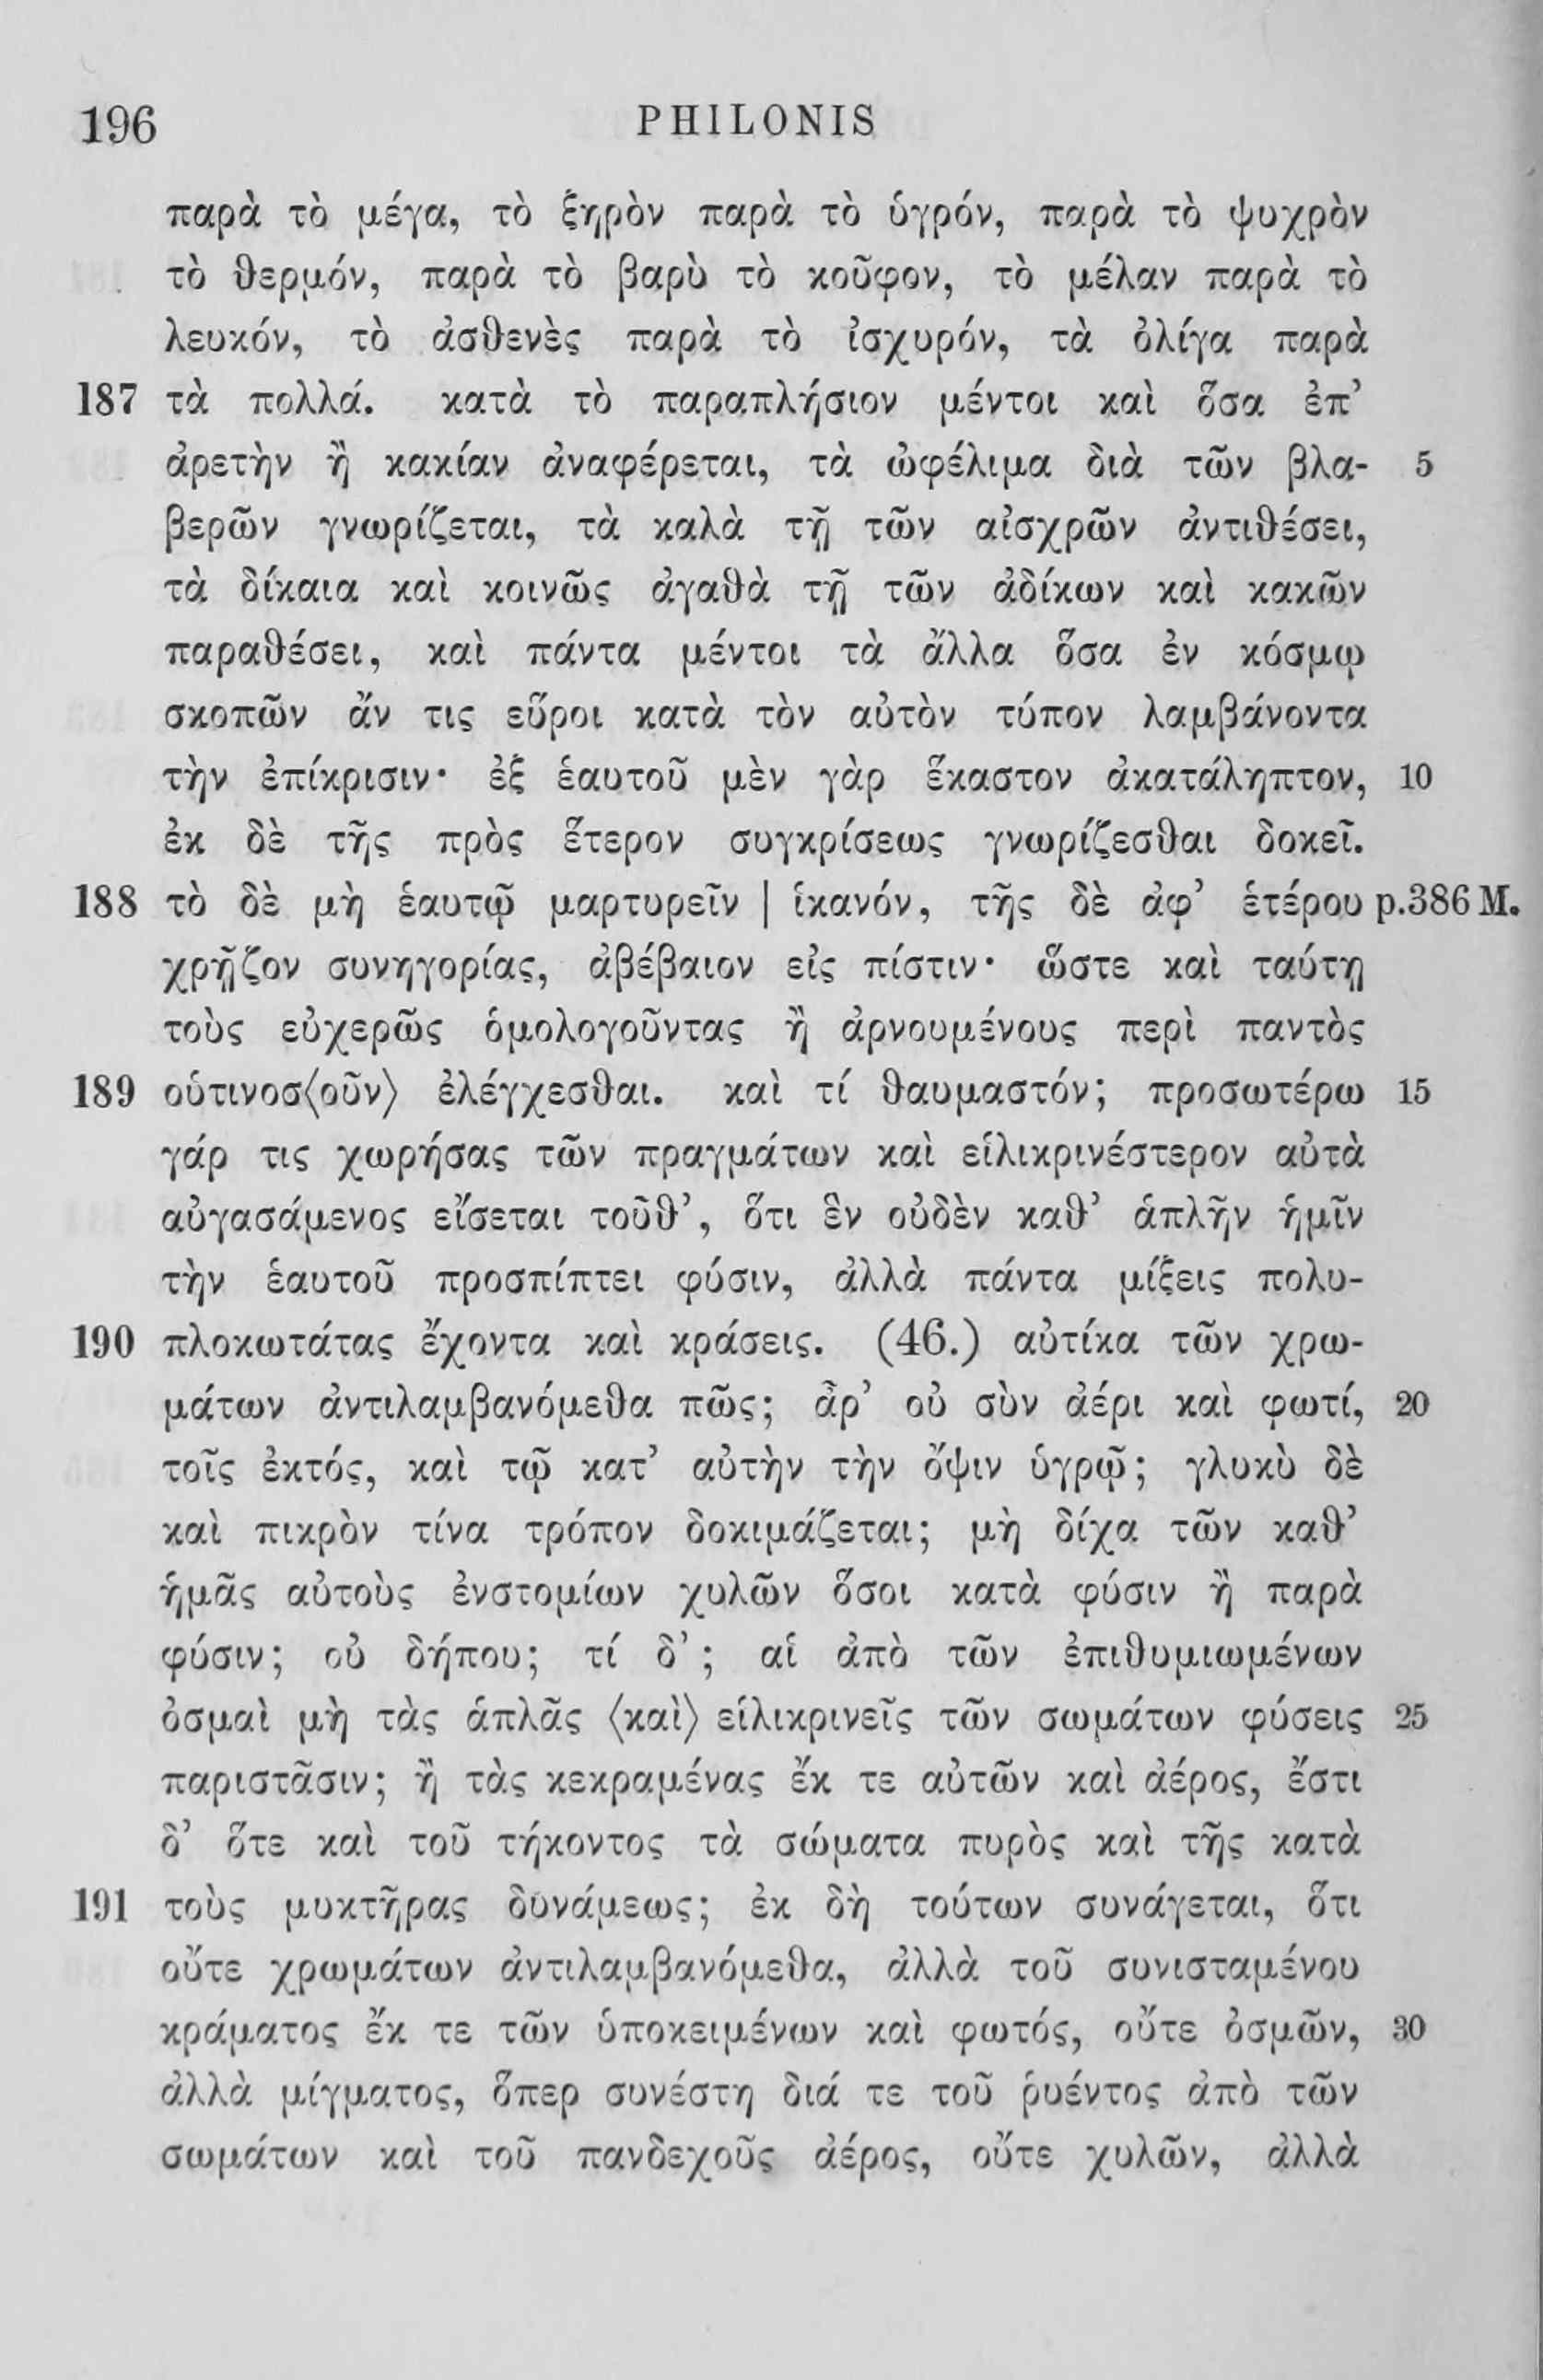 196 PHILONIS
παρὰ τὸ μέγα, τὸ ξηρὸν παρὰ τὸ ὑγρόν, παρὰ τὸ ψυχρὸν
τὸ θερμόν, παρὰ τὸ βαρὺ τὸ κοῦφον, τὸ μέλαν παρὰ τὸ
λευκόν, τὸ ἀσθενὲς παρὰ τὸ ἰσχυρόν, τὰ ὀλίγα παρὰ
187 τὰ πολλά. κατὰ τὸ παραπλήσιον μέντοι καὶ ὅσα ἐπ’
ἀρετὴν ἢ κακίαν ἀναφέρεται, τὰ ὠφέλιμα διὰ τῶν βλα- 5
βερῶν γνωρίζεται, τὰ καλὰ τῇ τῶν αἰσχρῶν ἀντιθέσει,
τὰ δίκαια καὶ κοινῶς ἀγαθὰ τῇ τῶν ἀδίκων καὶ κακῶν
παραθέσει, καὶ πάντα μέντοι τὰ ἄλλα ὅσα ἐν κόσμῳ
σκοπῶν ἄν τις εὕροι κατὰ τὸν αὐτὸν τύπον λαμβάνοντα
τὴν ἐπίκρισιν· ἐξ ἑαυτοῦ μὲν γὰρ ἕκαστον ἀκατάληπτον, 10
ἐκ δὲ τῆς πρὸς ἕτερον συγκρίσεως γνωρίζεσθαι δοκεῖ.
188 τὸ δὲ μὴ ἑαυτῷ μαρτυρεῖν | ἱκανόν, τῆς δὲ ἀφ’ ἑτέρου p.386 M.
χρῇζον συνηγορίας, ἀβέβαιον εἰς πίστιν· ὥστε καὶ ταύτῃ
τοὺς εὐχερῶς ὁμολογοῦντας ἢ ἀρνουμένους περὶ παντὸς
189 οὑτινοσ⟨οῦν⟩ ἐλέγχεσθαι. καὶ τί θαυμαστόν; προσωτέρω 15
γάρ τις χωρήσας τῶν πραγμάτων καὶ εἱλικρινέστερον αὐτὰ
αὐγασάμενος εἴσεται τοῦθ’, ὅτι ἓν οὐδὲν καθ’ ἁπλῆν ἡμῖν
τὴν ἑαυτοῦ προσπίπτει φύσιν, ἀλλὰ πάντα μίξεις πολυ-
190 πλοκωτάτας ἔχοντα καὶ κράσεις. (46.) αὐτίκα τῶν χρω-
μάτων ἀντιλαμβανόμεθα πῶς; ἆρ’ οὐ σὺν ἀέρι καὶ φωτί, 20
τοῖς ἐκτός, καὶ τῷ κατ’ αὐτὴν τὴν ὄψιν ὑγρῷ; γλυκὺ δὲ
καὶ πικρὸν τίνα τρόπον δοκιμάζεται; μὴ δίχα τῶν καθ’
ἡμᾶς αὐτοὺς ἐνστομίων χυλῶν ὅσοι κατὰ φύσιν ἢ παρὰ
φύσιν; οὐ δήπου; τί δ’; αἱ ἀπὸ τῶν ἐπιθυμιωμένων
ὀσμαὶ μὴ τὰς ἁπλᾶς ⟨καὶ⟩ εἱλικρινεῖς τῶν σωμάτων φύσεις 25
παριστᾶσιν; ἢ τὰς κεκραμένας ἔκ τε αὐτῶν καὶ ἀέρος, ἔστι
δ’ ὅτε καὶ τοῦ τήκοντος τὰ σώματα πυρὸς καὶ τῆς κατὰ
191 τοὺς μυκτῆρας δυνάμεως; ἐκ δὴ τούτων συνάγεται, ὅτι
οὔτε χρωμάτων ἀντιλαμβανόμεθα, ἀλλὰ τοῦ συνισταμένου
κράματος ἔκ τε τῶν ὑποκειμένων καὶ φωτός, οὔτε ὀσμῶν, 30
ἀλλὰ μίγματος, ὅπερ συνέστη διά τε τοῦ ῥυέντος ἀπὸ τῶν
σωμάτων καὶ τοῦ πανδεχοῦς ἀέρος, οὔτε χυλῶν, ἀλλὰ